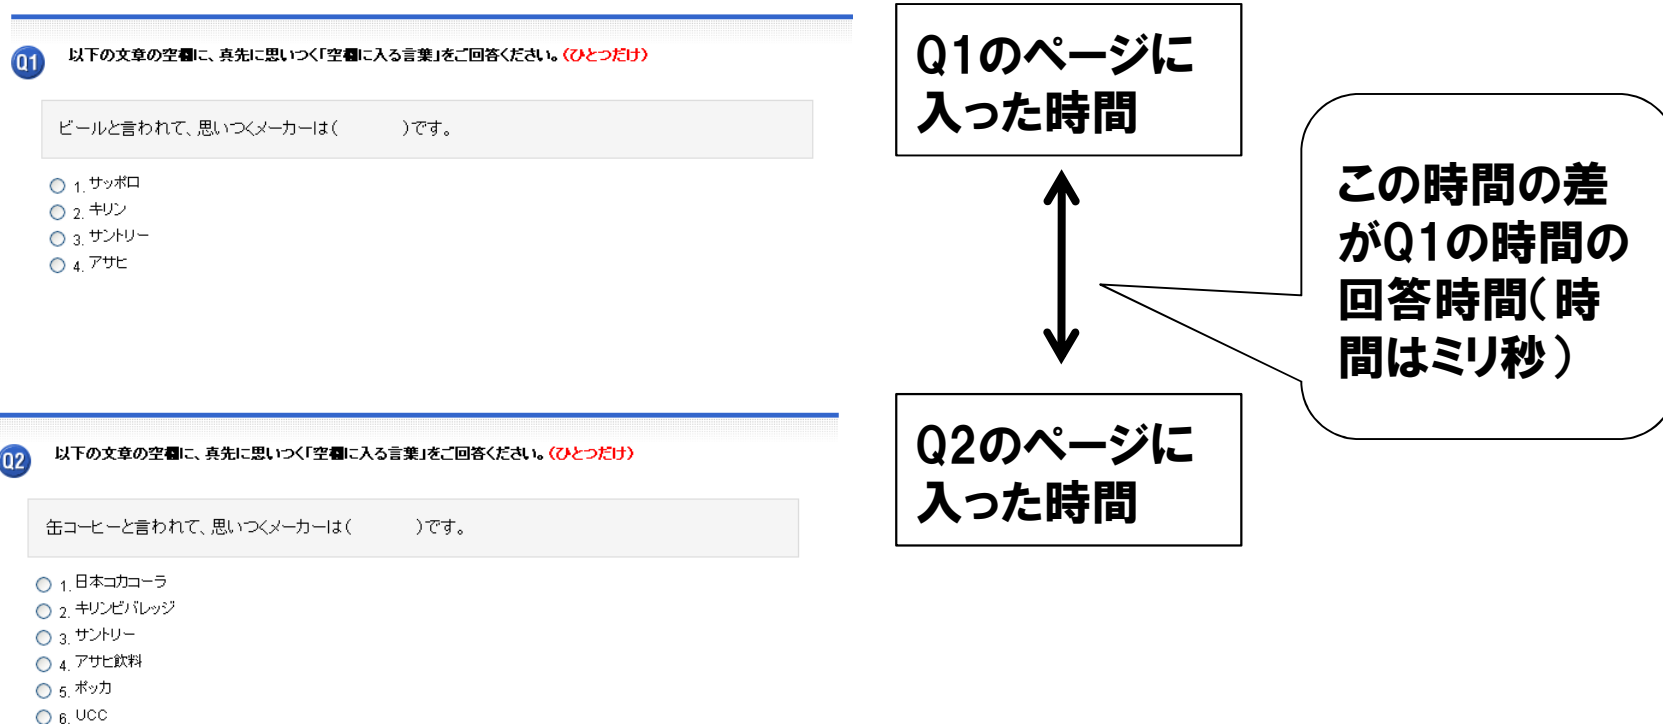 Q1
以下の文章の空欄に、真先に思いつく「空欄に入る言葉」をご回答ください。(ひとつだけ)
ビールと言われて、思いつくメーカーは(　　　)です。
1. サッポロ
2. キリン
3. サントリー
4. アサヒ
Q2
以下の文章の空欄に、真先に思いつく「空欄に入る言葉」をご回答ください。(ひとつだけ)
缶コーヒーと言われて、思いつくメーカーは(　　　)です。
1. 日本コカコーラ
2. キリンビバレッジ
3. サントリー
4. アサヒ飲料
5. ポッカ
6. UCC
Q1のページに
入った時間
Q2のページに
入った時間
この時間の差
がQ1の時間の
回答時間(時
間はミリ秒)